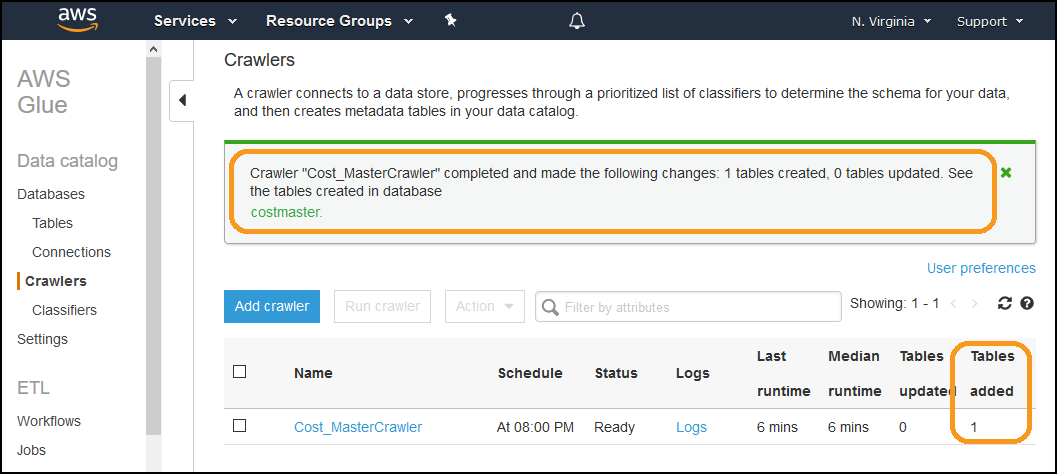 aws Services Resource Groups N. Virginia Support
AWS
Glue
Data catalog
Databases
Tables
Connections
Crawlers
Classifiers
Settings
ETL
Workflows
Jobs
Crawlers
A crawler connects to a data store, progresses through a prioritized list of classifiers to determine the schema for your data,
and then creates metadata tables in your data catalog.
Crawler "Cost_MasterCrawler" completed and made the following changes: 1 tables created, 0 tables updated. See
the tables created in database
costmaster.
User preferences
Add crawler Run crawler Action Filter by attributes Showing: 1 - 1
Last Median Tables Tables
Name Schedule Status Logs
runtime runtime updated added
Cost_MasterCrawler At 08:00 PM Ready Logs 6 mins 6 mins 0 1